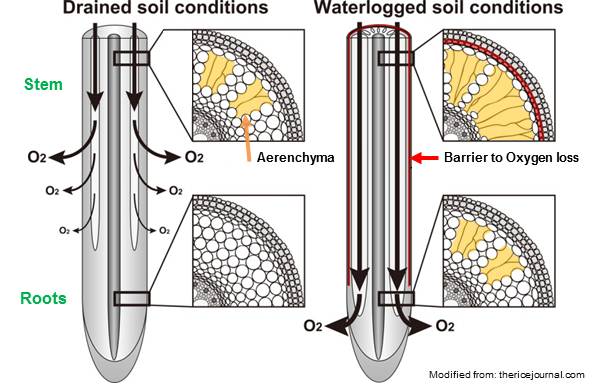 Drained soil conditions
Waterlogged soil conditions
Stem
O₂
O₂
Aerenchyma
Barrier to Oxygen loss
O₂
O₂
O₂
O₂
Roots
O₂
O₂
Modified from: thericejournal.com